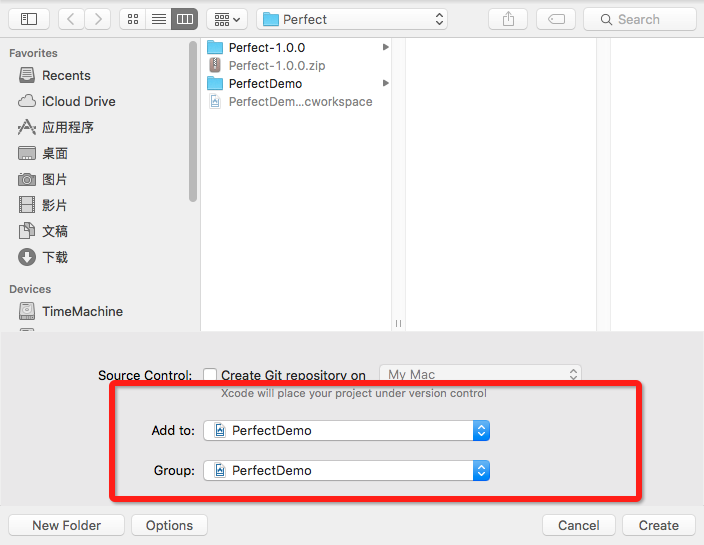 Perfect
Search
Favorites
Recents
iCloud Drive
应用程序
桌面
图片
影片
文稿
下载
Devices
TimeMachine
Perfect-1.0.0
Perfect-1.0.0.zip
PerfectDemo
PerfectDem...cworkspace
Source Control: Create Git repository on My Mac
Xcode will place your project under version control
Add to: PerfectDemo
Group: PerfectDemo
New Folder Options Cancel Create